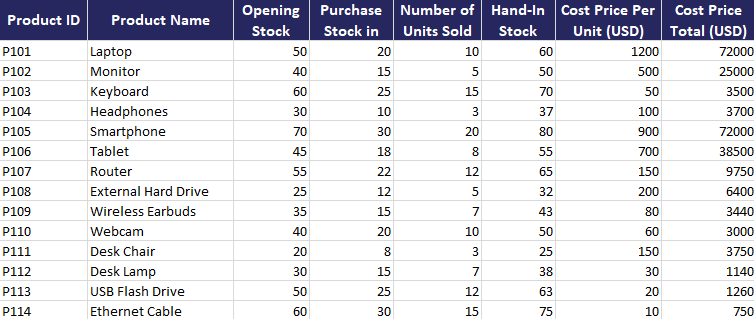 Product ID Product Name Opening Stock Purchase Stock in Number of Units Sold Hand-In Stock Cost Price Per Unit (USD) Cost Price Total (USD)
P101 Laptop 50 20 10 60 1200 72000
P102 Monitor 40 15 5 50 500 25000
P103 Keyboard 60 25 15 70 50 3500
P104 Headphones 30 10 3 37 100 3700
P105 Smartphone 70 30 20 80 900 72000
P106 Tablet 45 18 8 55 700 38500
P107 Router 55 22 12 65 150 9750
P108 External Hard Drive 25 12 5 32 200 6400
P109 Wireless Earbuds 35 15 7 43 80 3440
P110 Webcam 40 20 10 50 60 3000
P111 Desk Chair 20 8 3 25 150 3750
P112 Desk Lamp 30 15 7 38 30 1140
P113 USB Flash Drive 50 25 12 63 20 1260
P114 Ethernet Cable 60 30 15 75 10 750